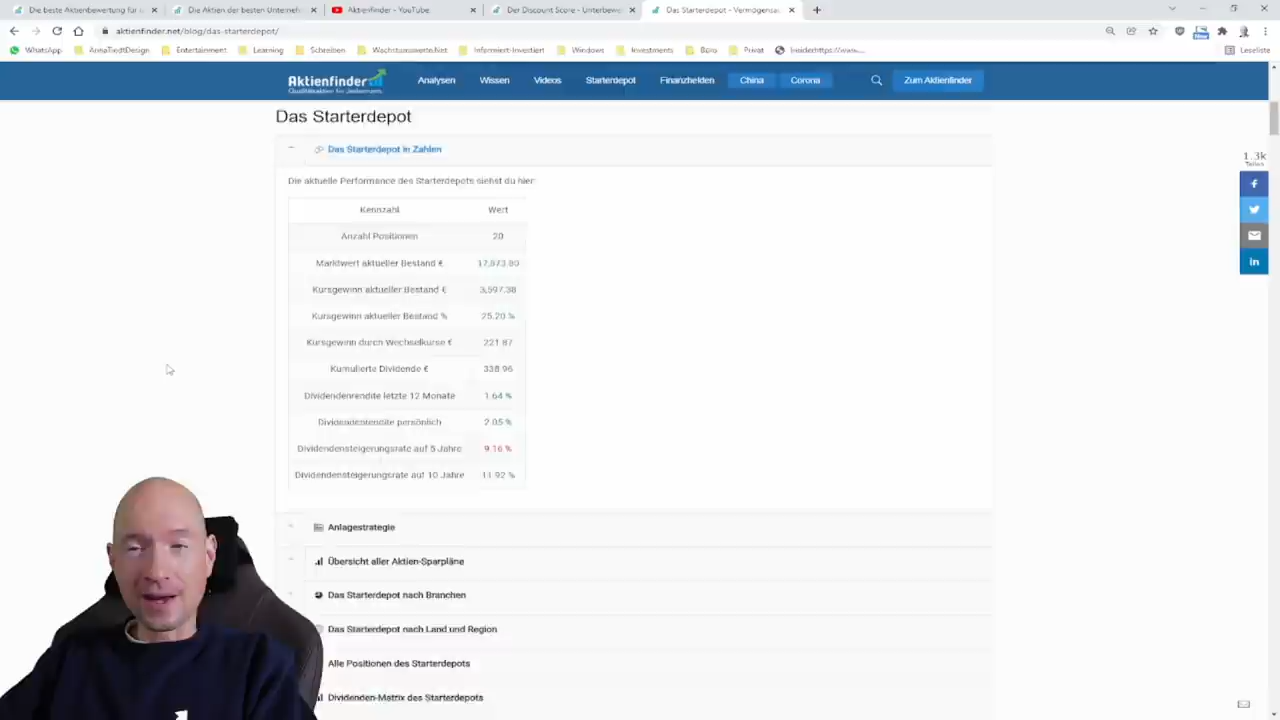 Die beste Aktienbewertung für
Die Aktien der besten Unterneh
Aktienfinder - YouTube
Der Discount Score - Unterbewe
Das Starterdepot - Vermögensau
aktienfinder.net/blog/das-starterdepot/
WhatsApp
AnnaTiedtDesign
Entertainment
Learning
Schreiben
Wachstumswerte.Net
Informiert-Investiert
Windows
Investments
Büro
Privat
Leseliste
Aktienfinder
Qualitätsaktien für Jedermann.
Analysen
Wissen
Videos
Starterdepot
Finanzhelden
China
Corona
Zum Aktienfinder
Das Starterdepot
Das Starterdepot in Zahlen
Die aktuelle Performance des Starterdepots siehst du hier:
Kennzahl Wert
Anzahl Positionen 20
Marktwert aktueller Bestand € 17,873.80
Kursgewinn aktueller Bestand € 3,597.38
Kursgewinn aktueller Bestand % 25.20 %
Kursgewinn durch Wechselkurse € 221.87
Kumulierte Dividende € 338.96
Dividendenrendite letzte 12 Monate 1.64 %
Dividendenrendite persönlich 2.05 %
Dividendensteigerungsrate auf 5 Jahre 9.16 %
Dividendensteigerungsrate auf 10 Jahre 11.92 %
1.3k
Anlagestrategie
Übersicht aller Aktien-Sparpläne
Das Starterdepot nach Branchen
Das Starterdepot nach Land und Region
Alle Positionen des Starterdepots
Dividenden-Matrix des Starterdepots